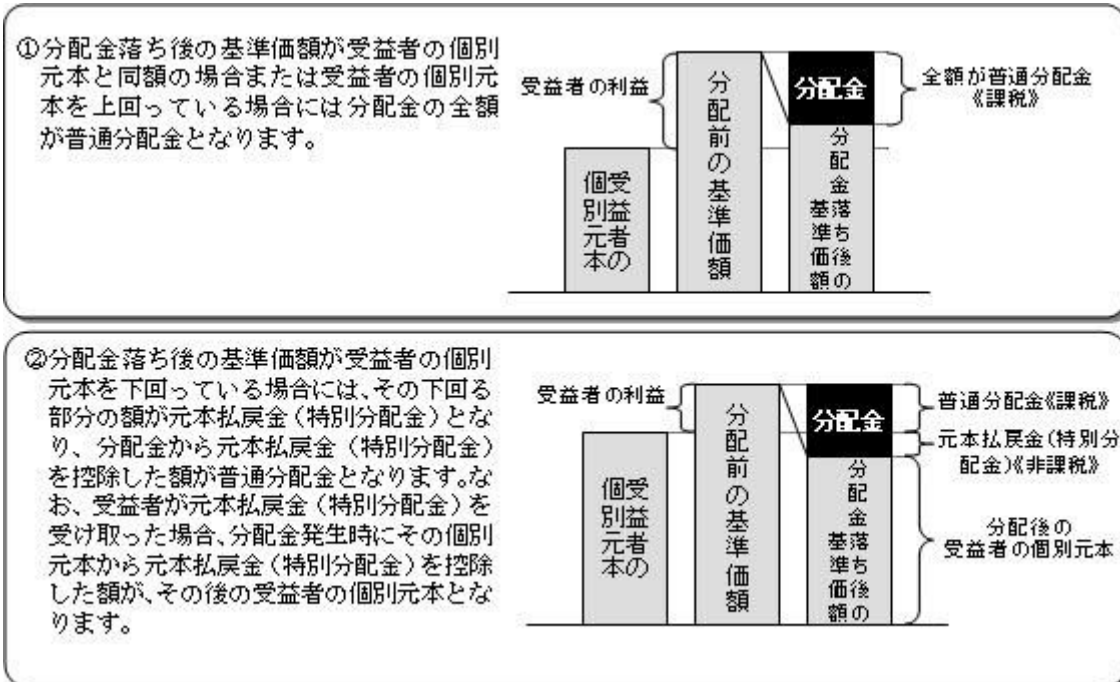 ①分配金落ち後の基準価額が受益者の個別
元本と同額の場合または受益者の個別元
本を上回っている場合には分配金の全額
が普通分配金となります。
受益者の利益
受益者の
個別元本
分配前の基準価額
分配金
分配金落ち後の
基準価額
全額が普通分配金
《課税》
②分配金落ち後の基準価額が受益者の個別
元本を下回っている場合には、その下回る
部分の額が元本払戻金(特別分配金)とな
り、分配金から元本払戻金(特別分配金)
を控除した額が普通分配金となります。な
お、受益者が元本払戻金(特別分配金)を
受け取った場合、分配金発生時にその個別
元本から元本払戻金(特別分配金)を控除
した額が、その後の受益者の個別元本とな
ります。
受益者の利益
受益者の
個別元本
分配前の基準価額
分配金
分配金落ち後の
基準価額
普通分配金《課税》
元本払戻金(特別分
配金)《非課税》
分配後の
受益者の個別元本